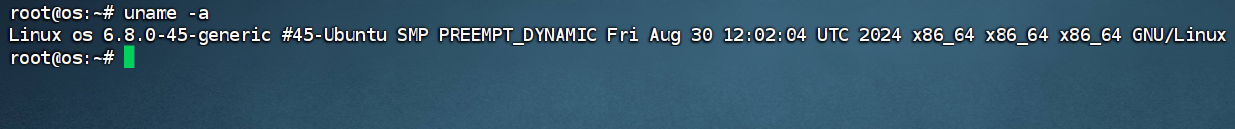 root@os:~# uname -a
Linux os 6.8.0-45-generic #45-Ubuntu SMP PREEMPT_DYNAMIC Fri Aug 30 12:02:04 UTC 2024 x86_64 x86_64 x86_64 GNU/Linux
root@os:~#